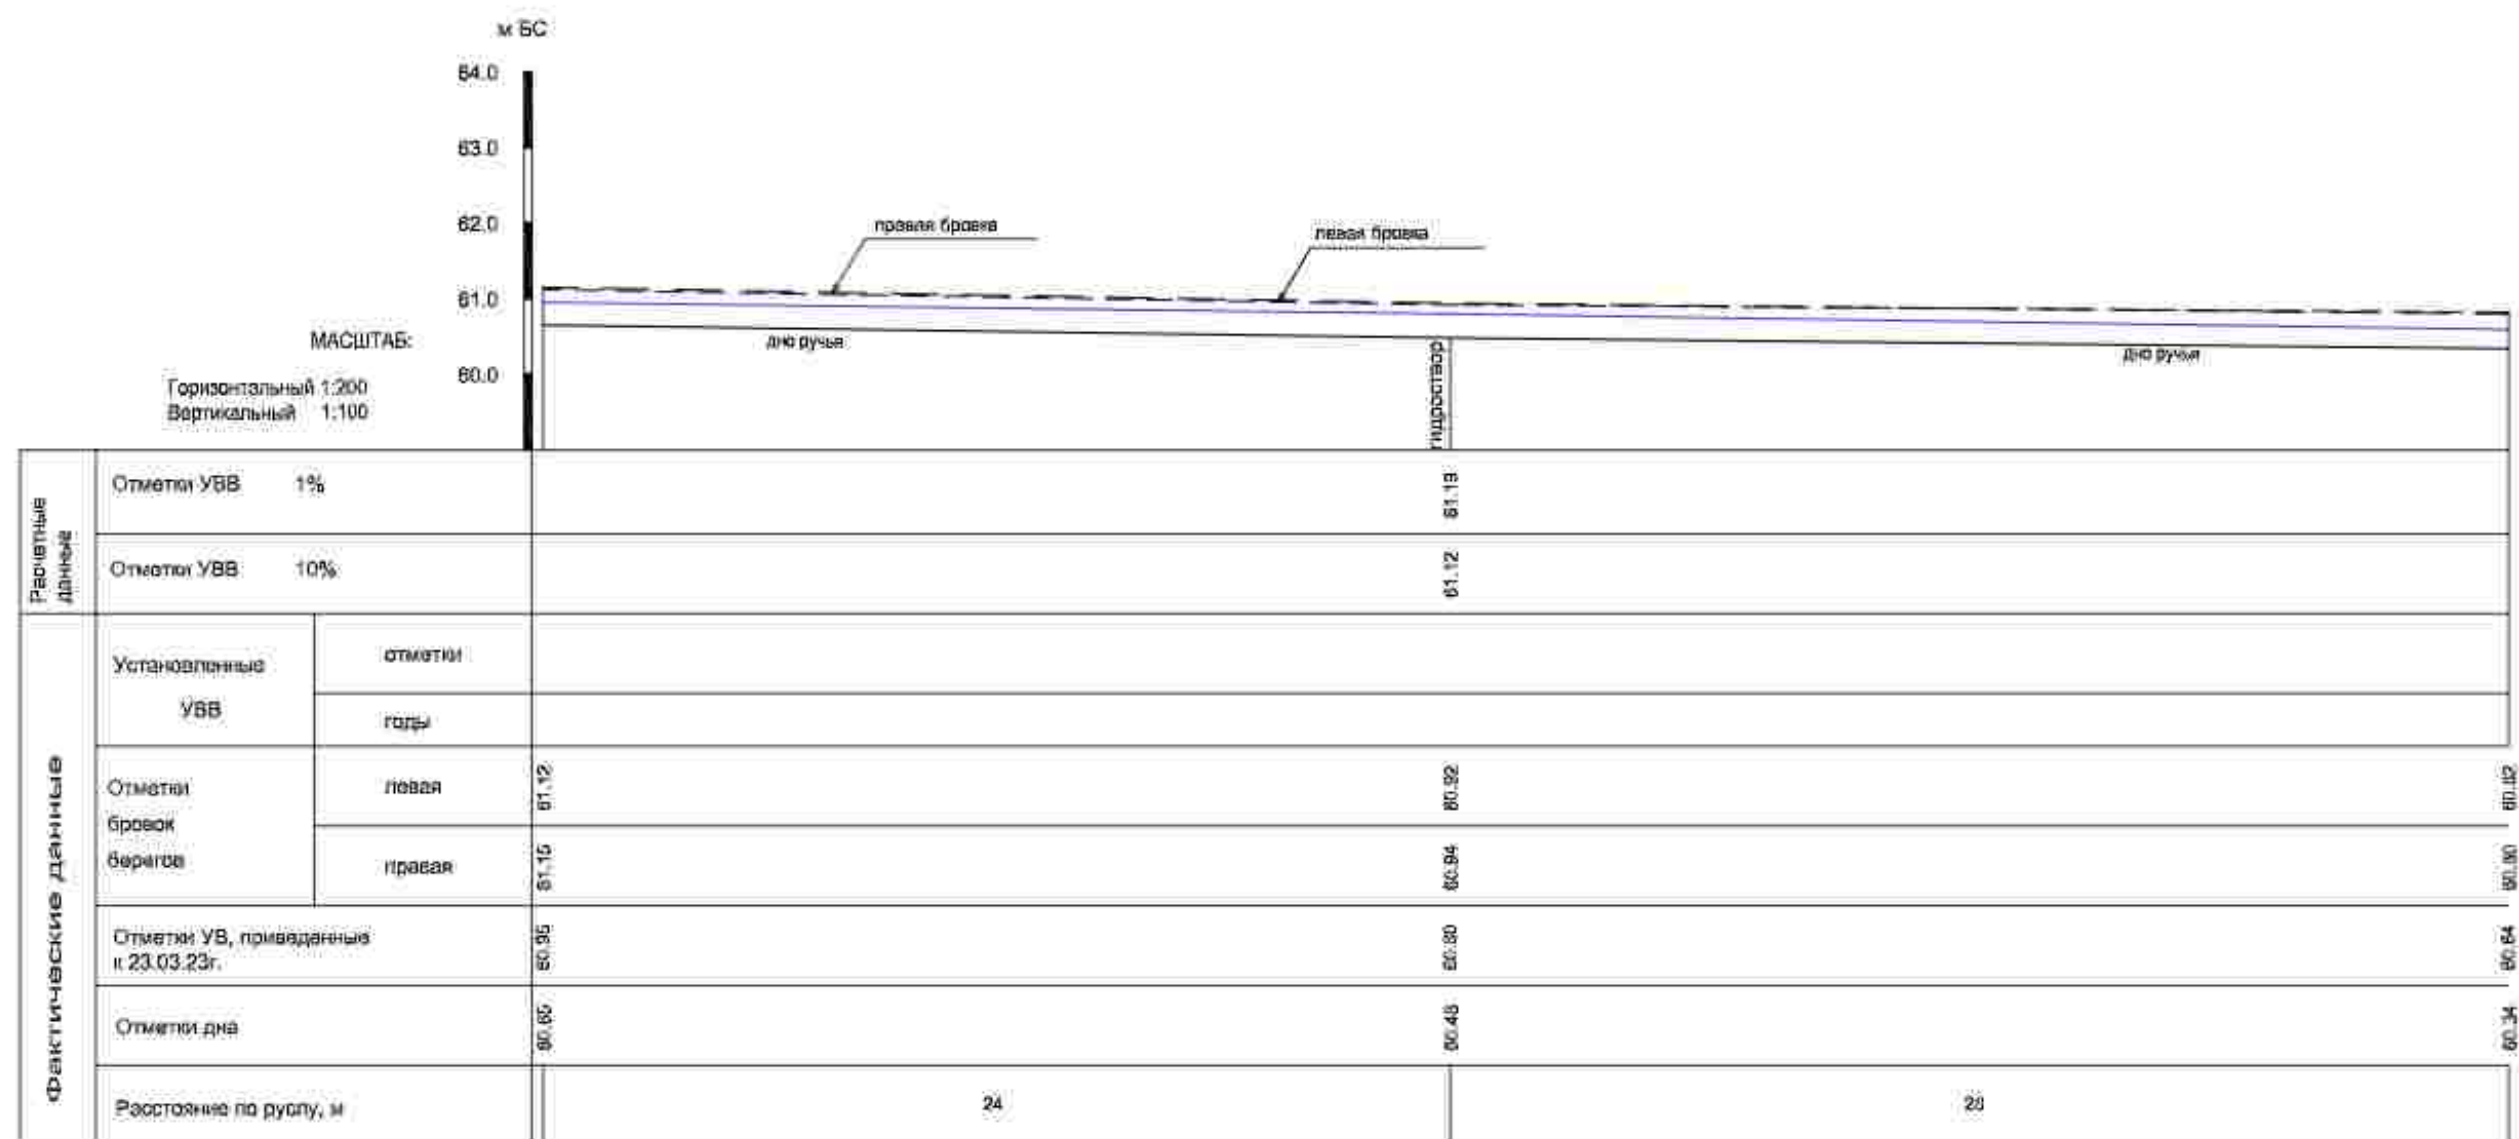 м БС
64.0
63.0
62.0
61.0
60.0
правая бровка
левая бровка
МАСШТАБ:
Горизонтальный 1:200
Вертикальный 1:100
дно ручья
гидроствор
дно ручья
Расчетные
данные
Отметки УВВ 1%
61.19
Отметки УВВ 10%
61.12
Фактические данные
Установленные
УВВ
отметки
годы
Отметки
бровок
берегов
левая
61.12
60.92
60.82
правая
61.15
60.94
60.80
Отметки УВ, приведенные
к 23.03.23г.
60.95
60.80
60.64
Отметки дна
60.65
60.48
60.34
Расстояние по руслу, м
24
28